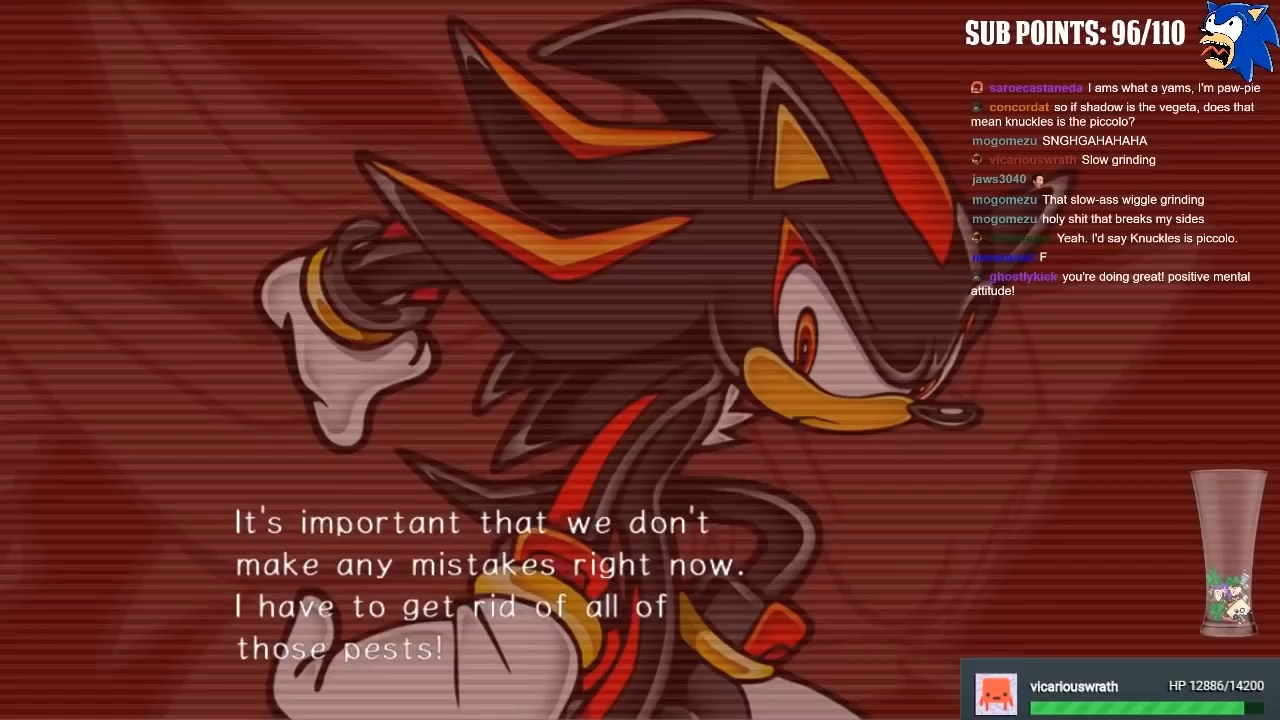 SUB POINTS: 96/110
saroecastaneda I ams what a yams, I'm paw-pie
concordat so if shadow is the vegeta, does that
mean knuckles is the piccolo?
mogomezu SNGHGAHAHAHA
vicariouswrath Slow grinding
jaws3040
mogomezu That slow-ass wiggle grinding
mogomezu holy shit that breaks my sides
Yeah. I'd say Knuckles is piccolo.
F
ghostlykick you're doing great! positive mental
attitude!
It's important that we don't
make any mistakes right now.
I have to get rid of all of
those pests!
vicariouswrath HP 12886/14200